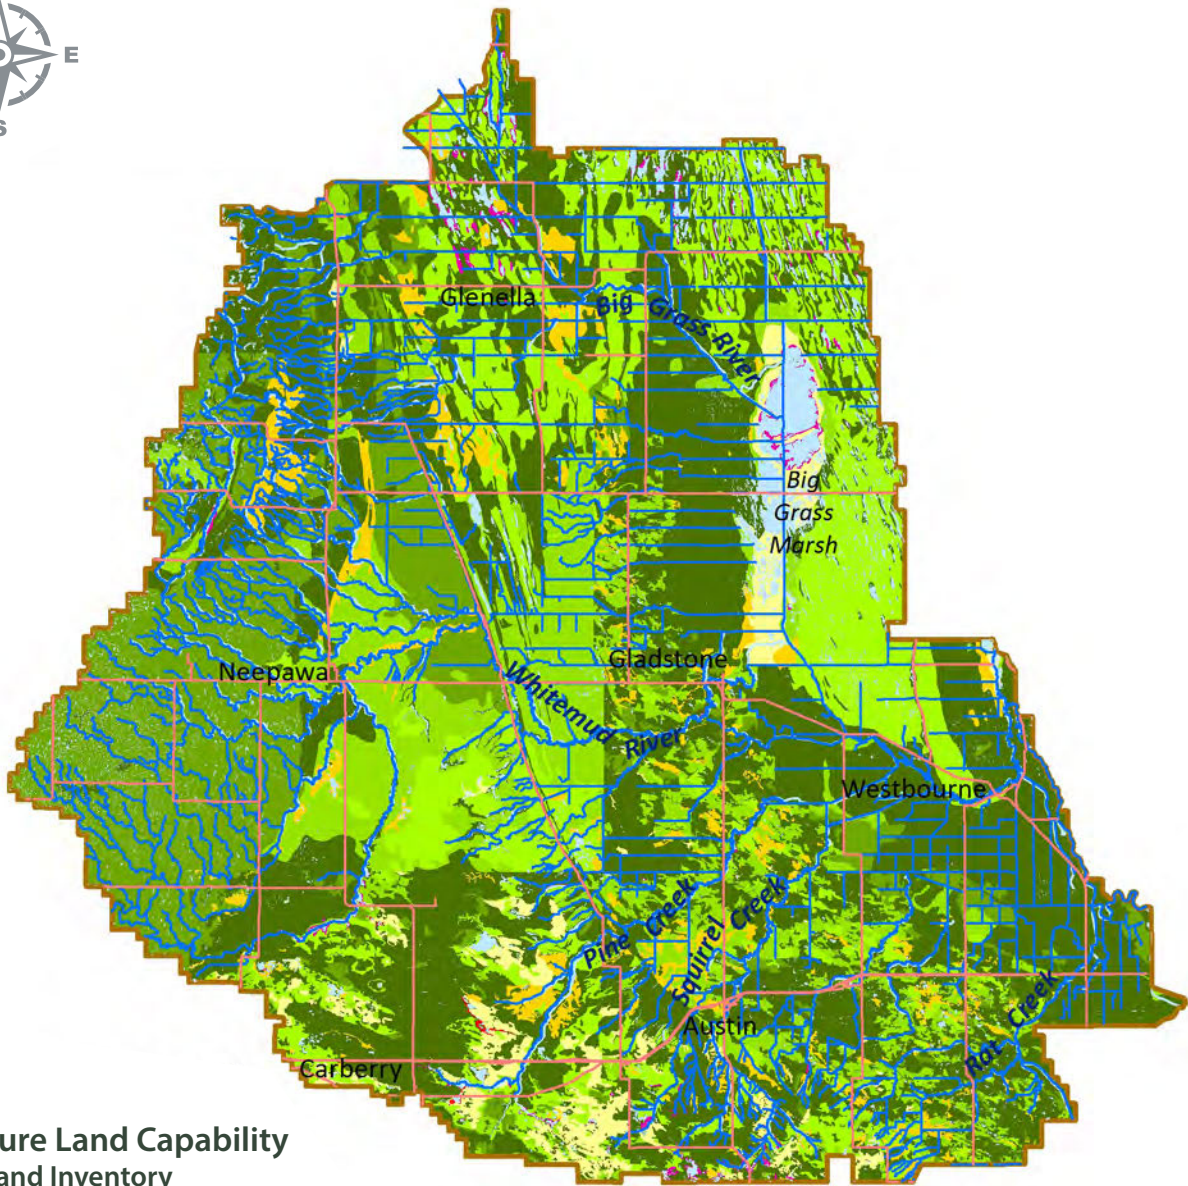 E
S
Glenella
Big Grass River
Big
Grass
Marsh
Neepawa
Gladstone
Whitemud River
Westbourne
Pine Creek
Squirrel Creek
Austin
Rat Creek
Carberry
ure Land Capability
and Inventory